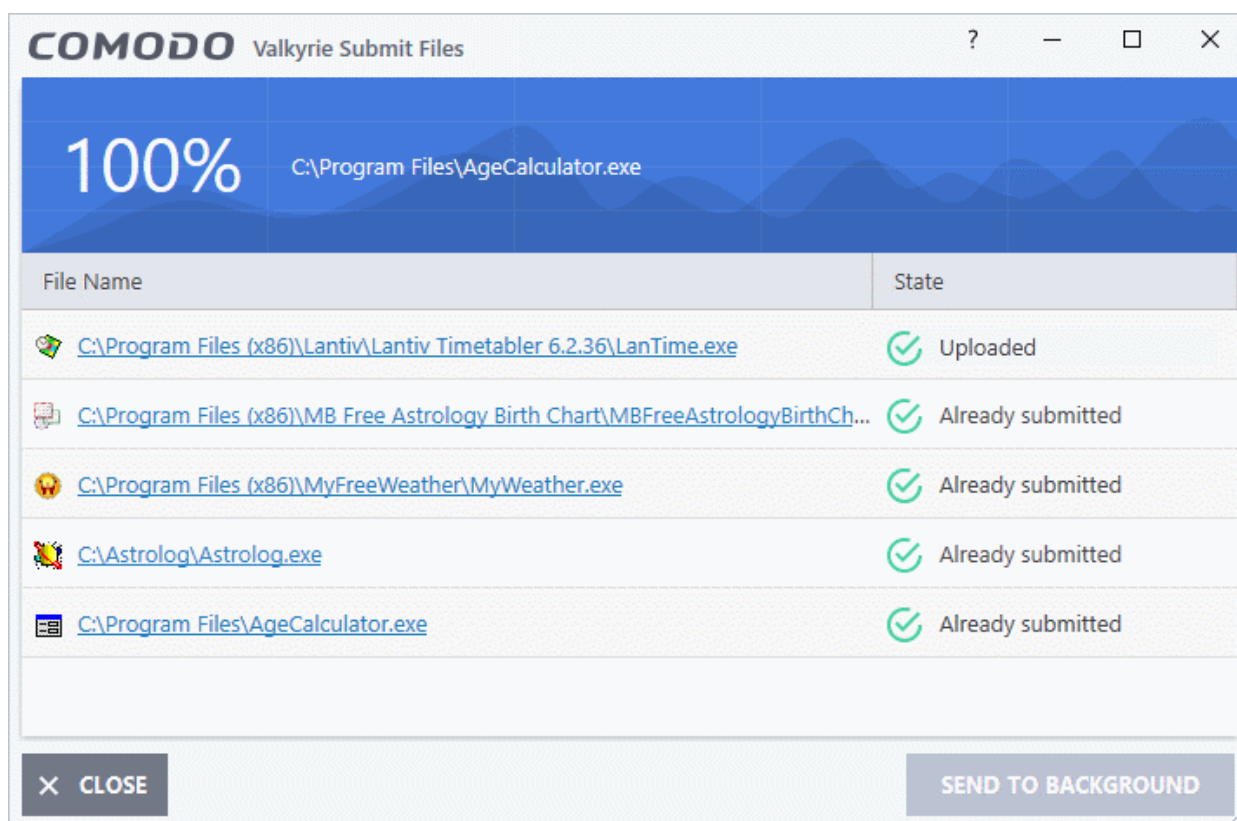 COMODO Valkyrie Submit Files ?
100% C:\Program Files\AgeCalculator.exe
File Name State
C:\Program Files (x86)\Lantiv\Lantiv Timetabler 6.2.36\LanTime.exe Uploaded
C:\Program Files (x86)\MB Free Astrology Birth Chart\MBFreeAstrologyBirthCh... Already submitted
C:\Program Files (x86)\MyFreeWeather\MyWeather.exe Already submitted
C:\Astrolog\Astrolog.exe Already submitted
C:\Program Files\AgeCalculator.exe Already submitted
CLOSE SEND TO BACKGROUND